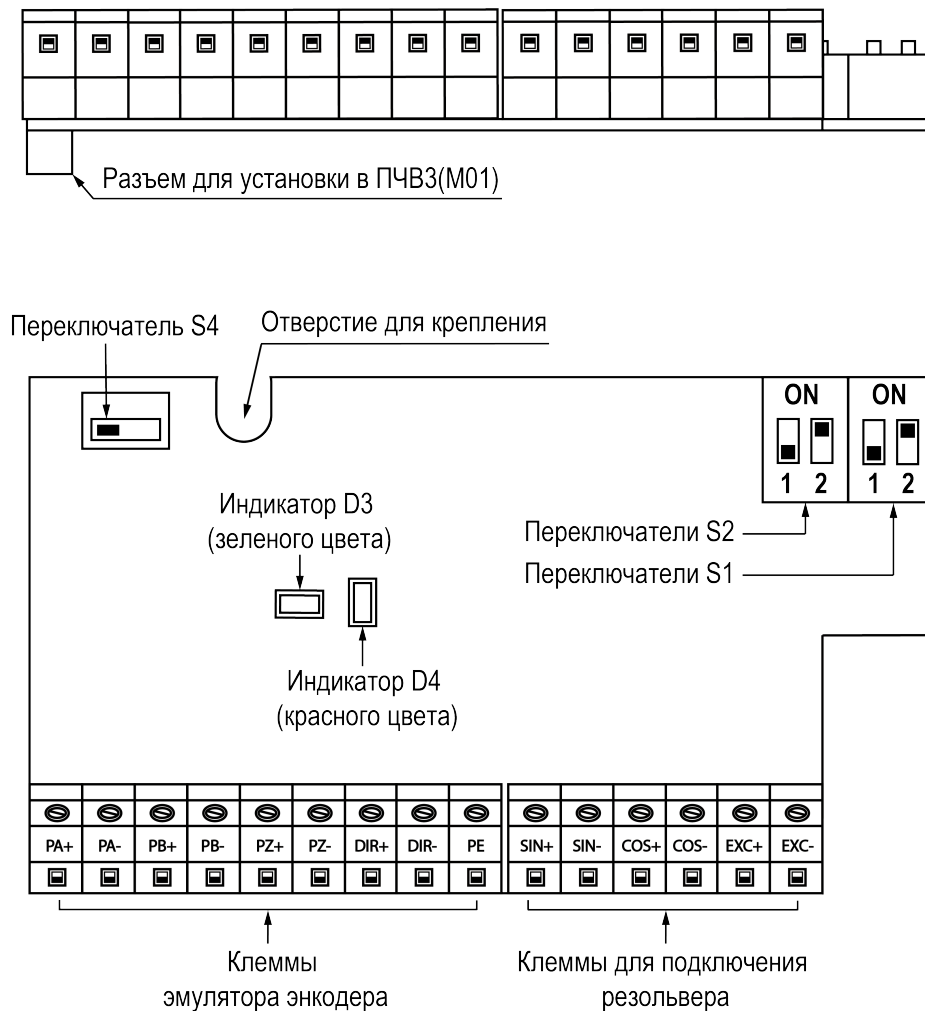 Разъем для установки в ПЧВ3(М01)
Переключатель S4
Отверстие для крепления
ON
ON
1 2
1 2
Индикатор D3
(зеленого цвета)
Переключатели S2
Переключатели S1
Индикатор D4
(красного цвета)
PA+ PA- PB+ PB- PZ+ PZ- DIR+ DIR- PE SIN+ SIN- COS+ COS- EXC+ EXC-
Клеммы
эмулятора энкодера
Клеммы для подключения
резольвера